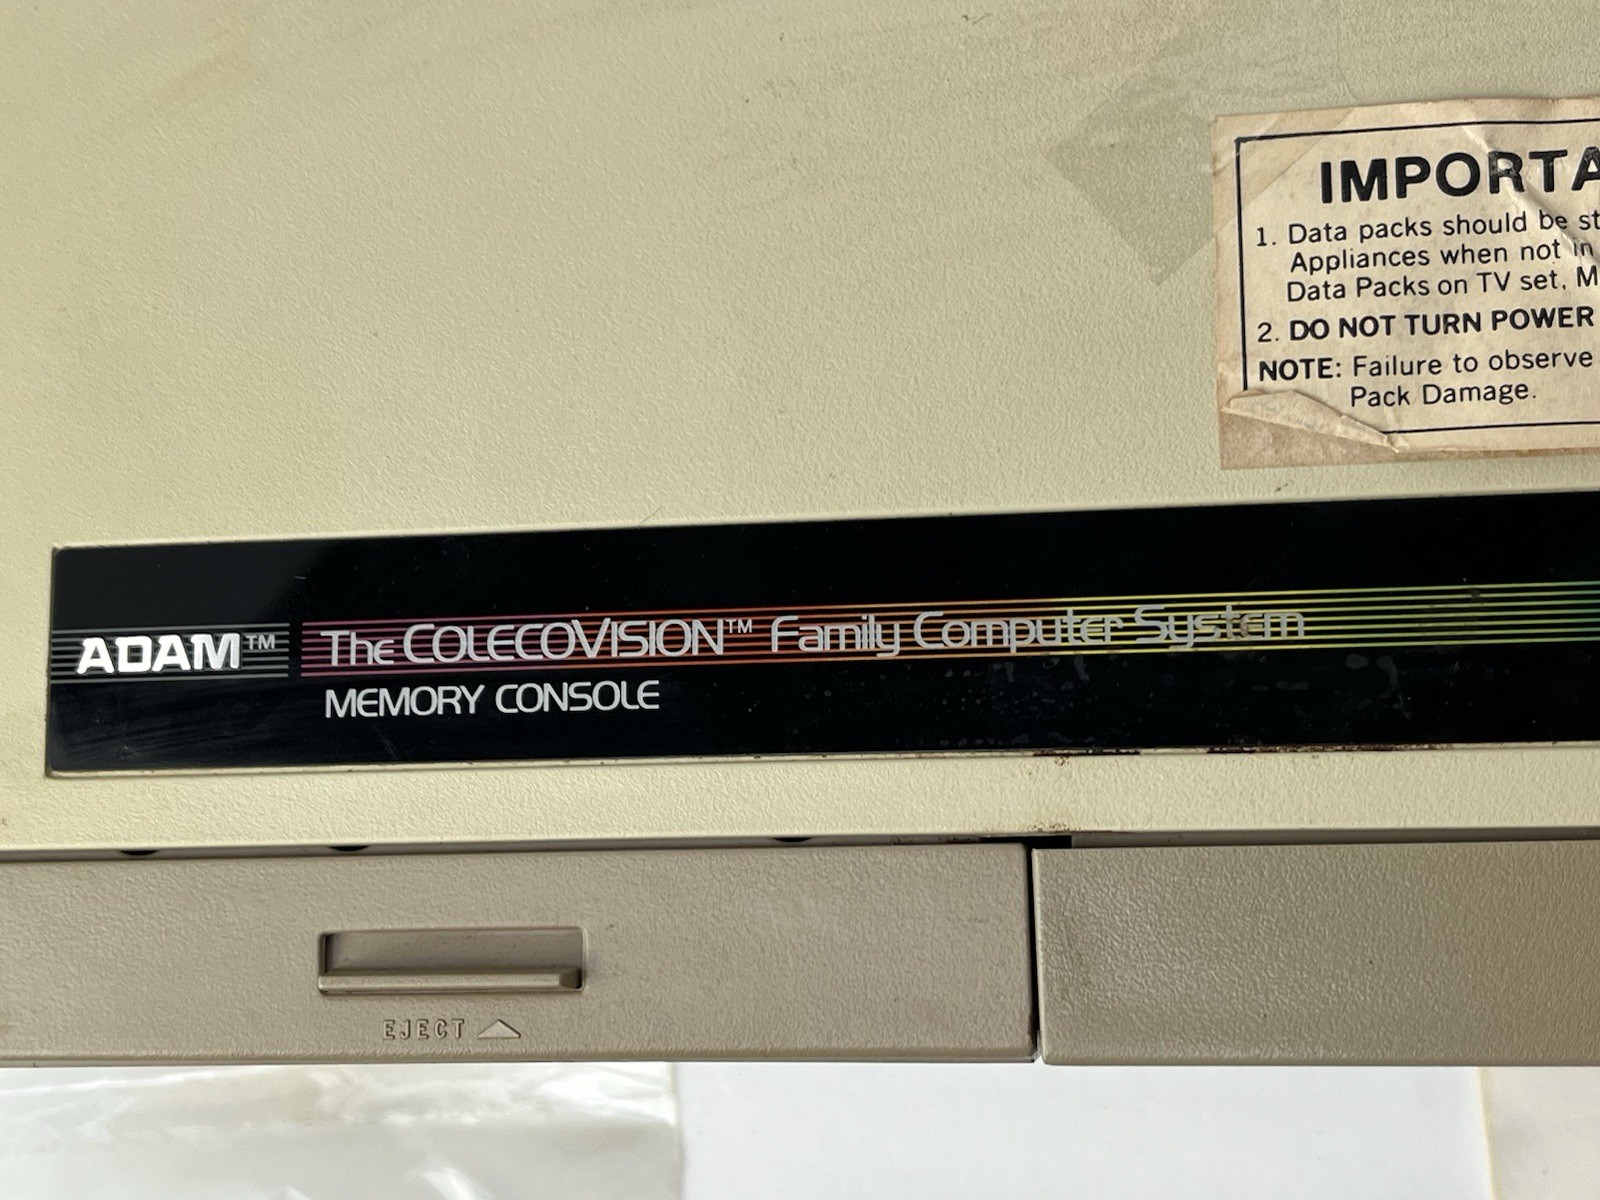 IMPORTA
1. Data packs should be st
Appliances when not in
Data Packs on TV set, M
2. DO NOT TURN POWER
NOTE: Failure to observe
Pack Damage.
ADAM™ The COLECOVISION™ Family Computer System
MEMORY CONSOLE
EJECT